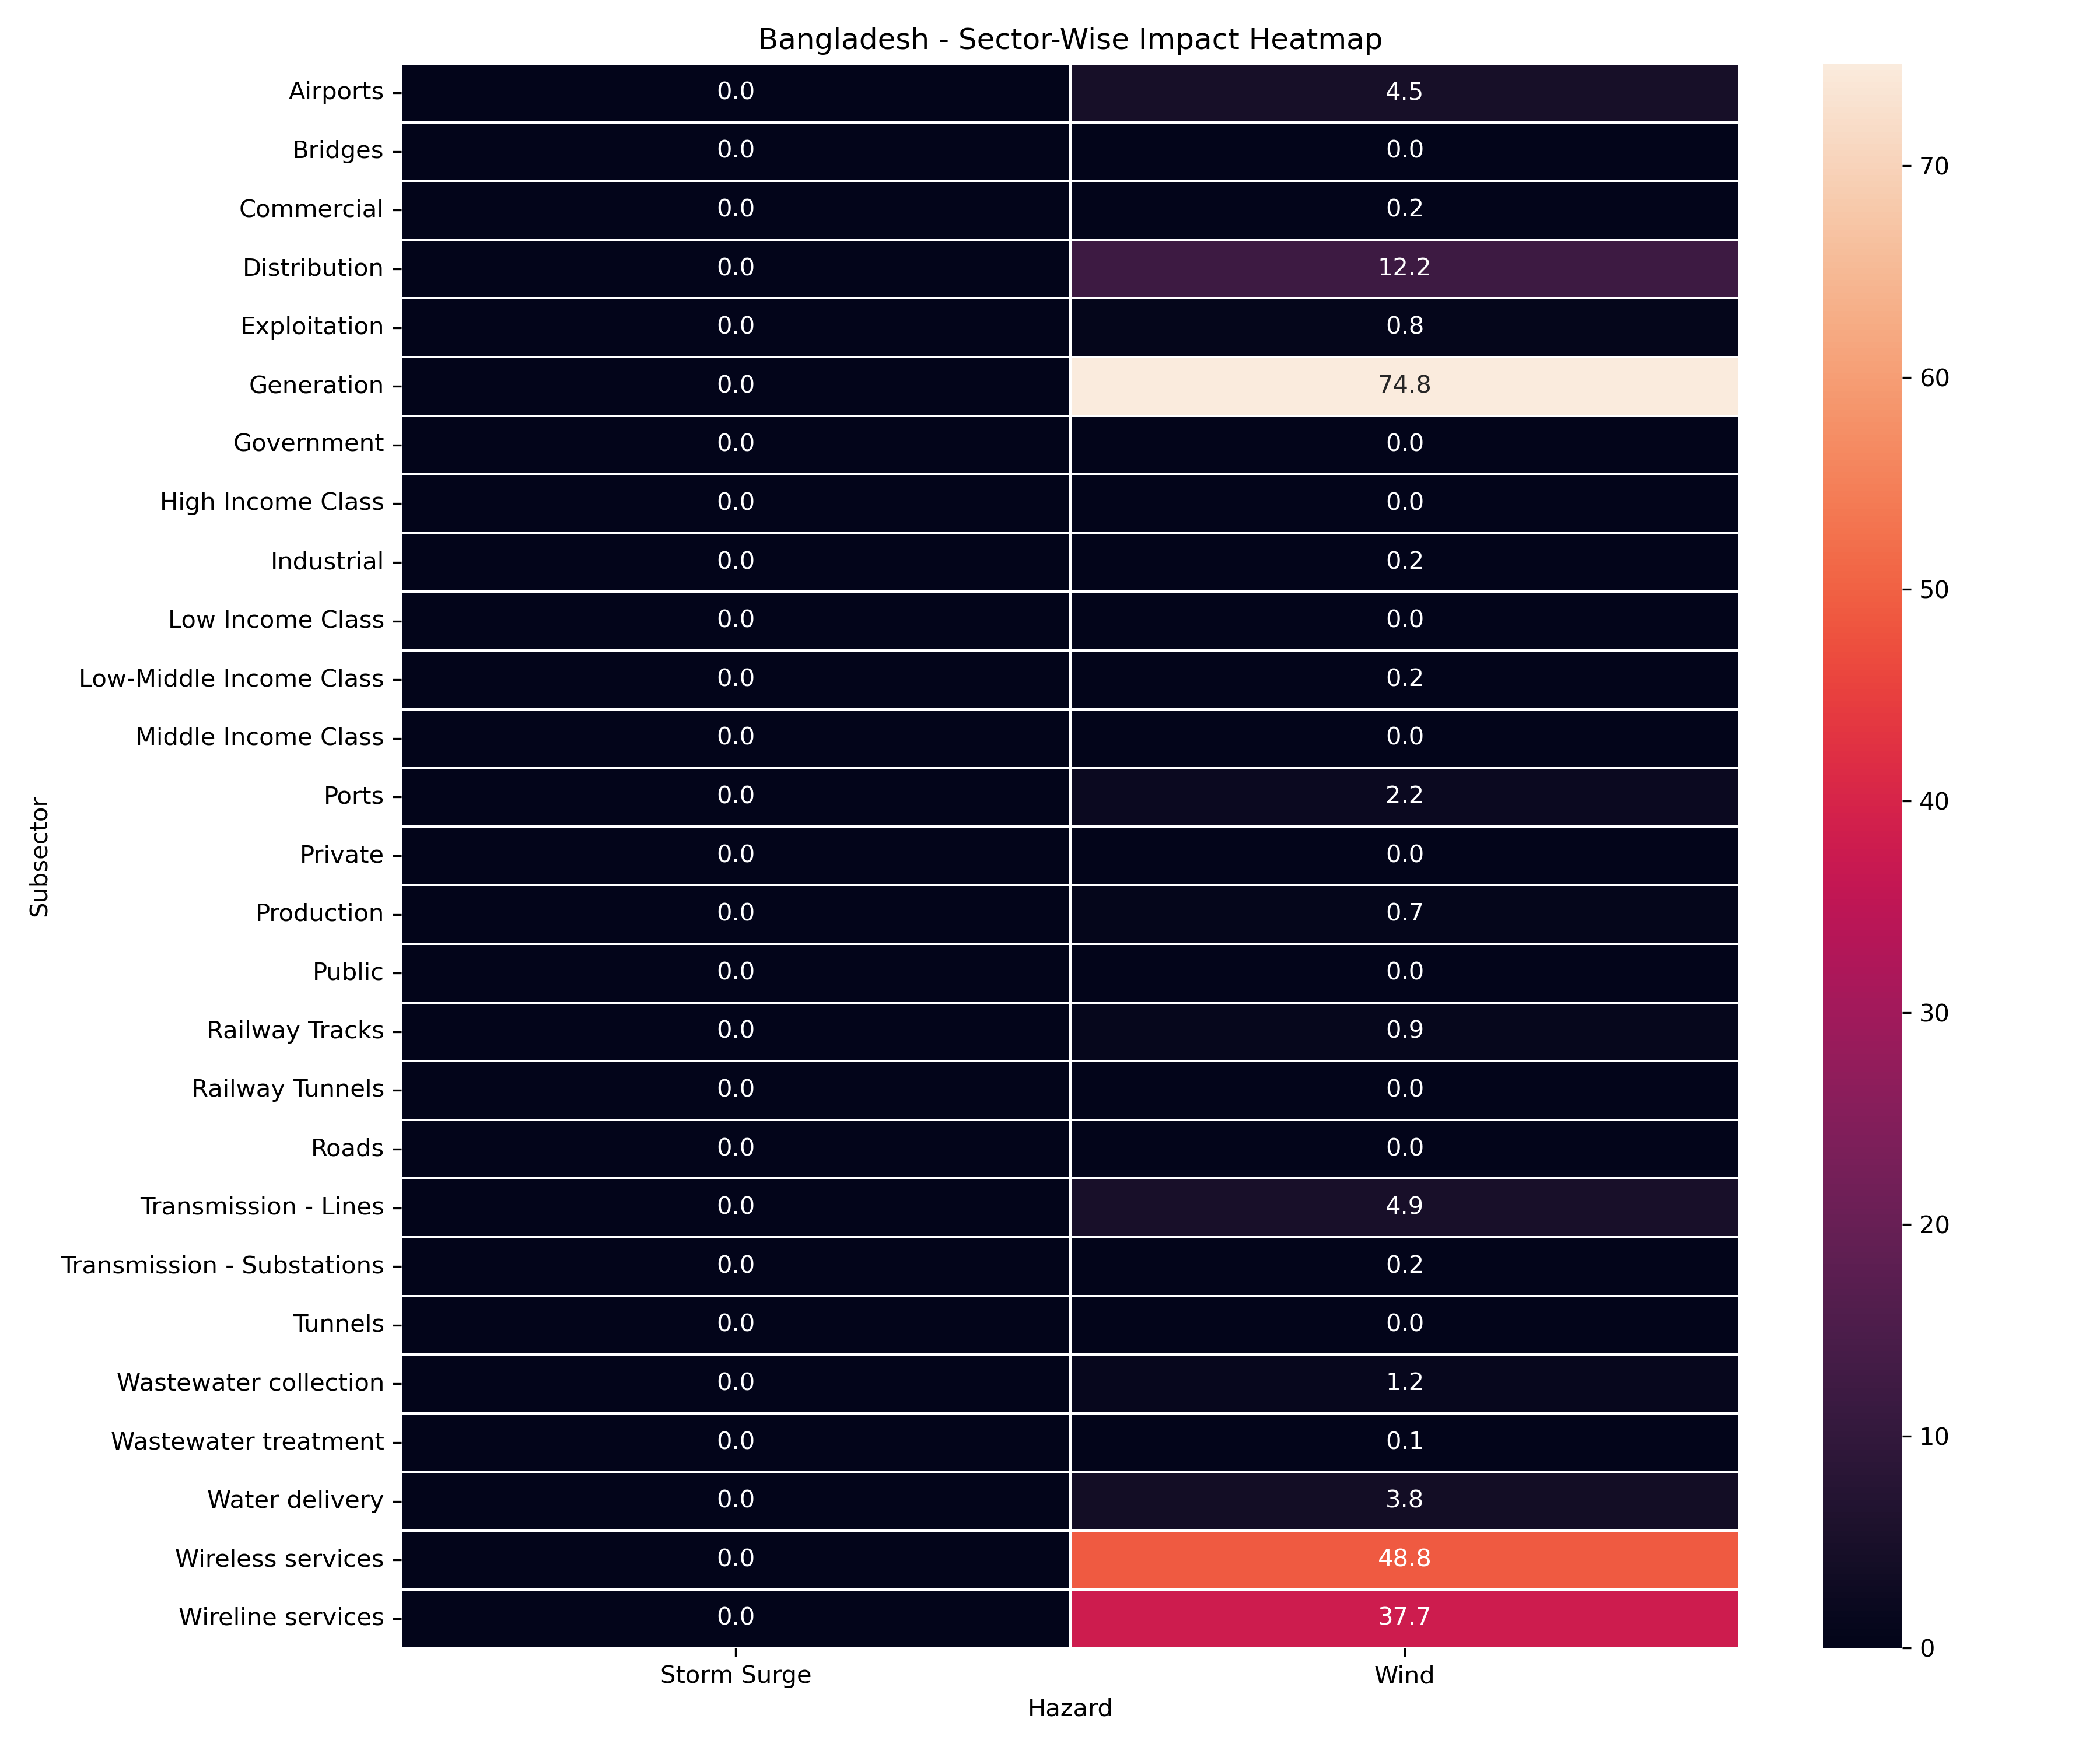 Bangladesh - Sector-Wise Impact Heatmap
Airports 0.0 4.5
Bridges 0.0 0.0
Commercial 0.0 0.2
Distribution 0.0 12.2
Exploitation 0.0 0.8
Generation 0.0 74.8
Government 0.0 0.0
High Income Class 0.0 0.0
Industrial 0.0 0.2
Low Income Class 0.0 0.0
Low-Middle Income Class 0.0 0.2
Middle Income Class 0.0 0.0
Ports 0.0 2.2
Private 0.0 0.0
Production 0.0 0.7
Public 0.0 0.0
Railway Tracks 0.0 0.9
Railway Tunnels 0.0 0.0
Roads 0.0 0.0
Transmission - Lines 0.0 4.9
Transmission - Substations 0.0 0.2
Tunnels 0.0 0.0
Wastewater collection 0.0 1.2
Wastewater treatment 0.0 0.1
Water delivery 0.0 3.8
Wireless services 0.0 48.8
Wireline services 0.0 37.7
Storm Surge Wind
Hazard
Subsector
70
60
50
40
30
20
10
0